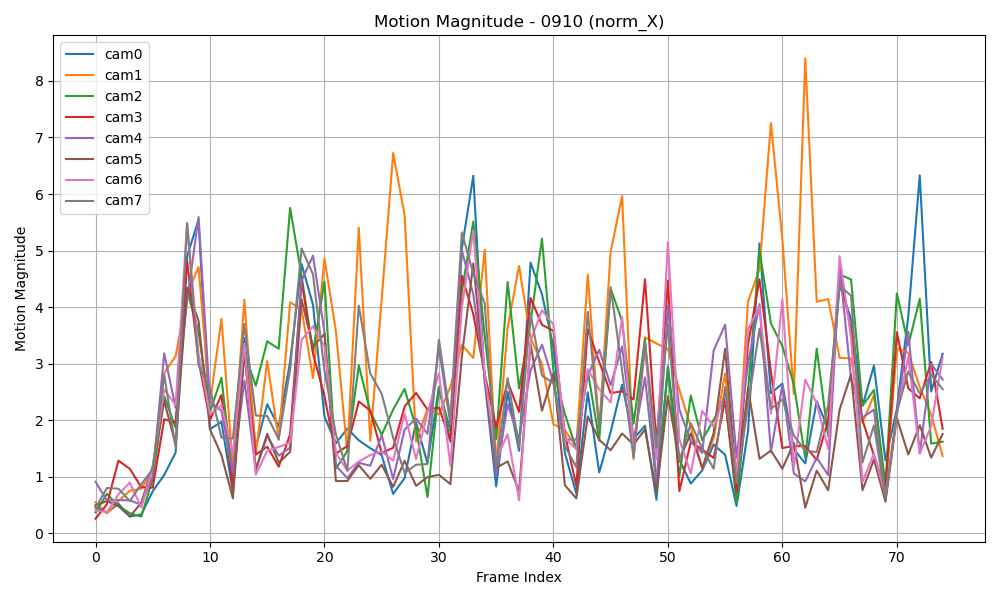 Motion Magnitude - 0910 (norm_X)
cam0
cam1
cam2
cam3
cam4
cam5
cam6
cam7
Motion Magnitude
8
7
6
5
4
3
2
1
0
0 10 20 30 40 50 60 70
Frame Index